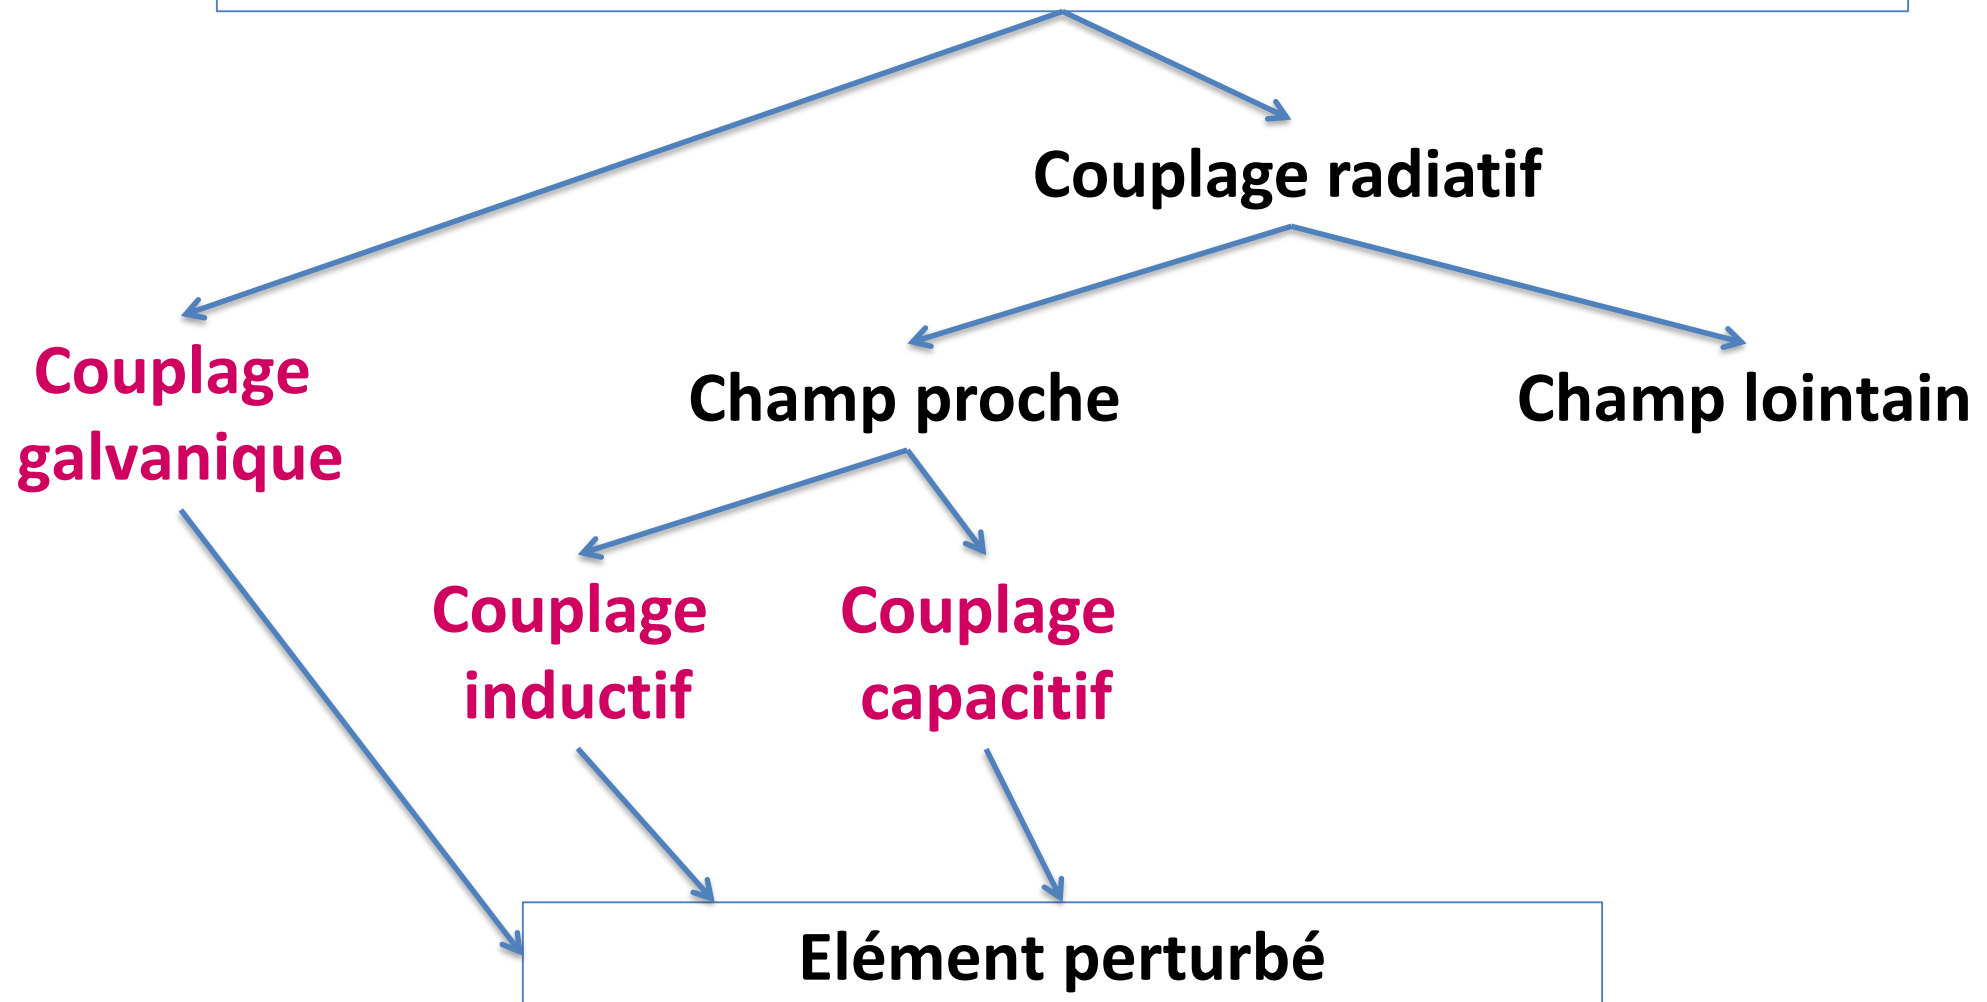 Couplage radiatif
Couplage
galvanique
Champ proche
Champ lointain
Couplage
inductif
Couplage
capacitif
Elément perturbé